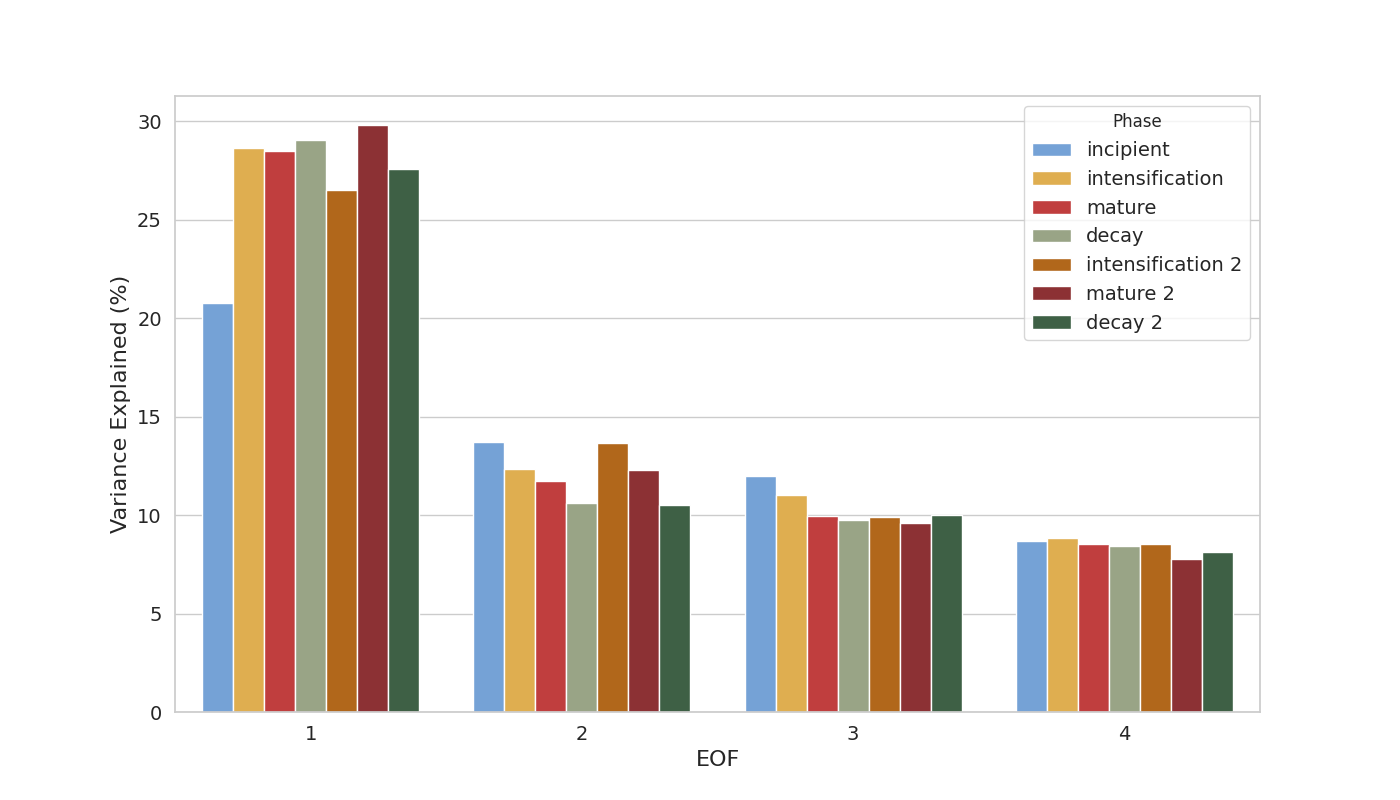 Variance Explained (%)
30
25
20
15
10
5
0
Phase
incipient
intensification
mature
decay
intensification 2
mature 2
decay 2
1 2 3 4
EOF